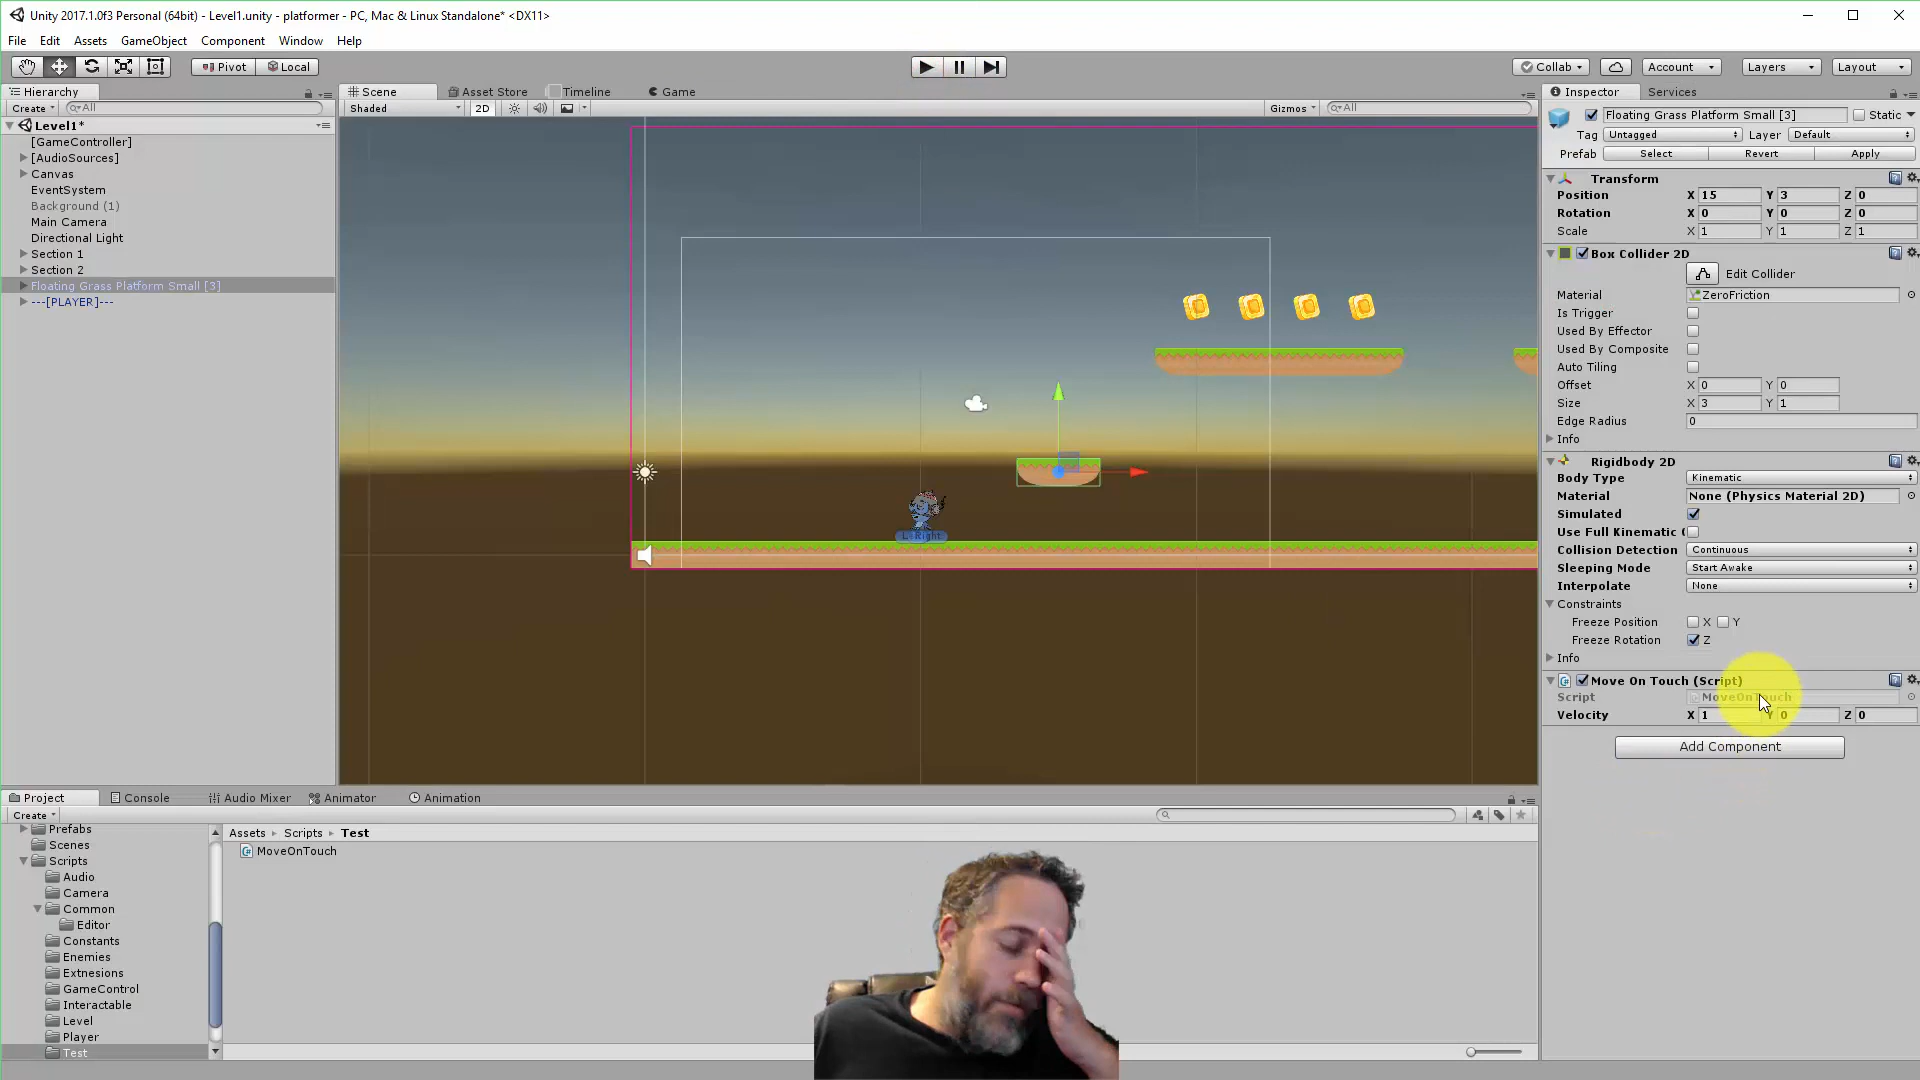 Unity 2017.1.0f3 Personal (64bit) - Level1.unity - platformer - PC, Mac & Linux Standalone* <DX11>
File Edit Assets GameObject Component Window Help
Pivot Local
Collab Account Layers Layout
Hierarchy
Create All
Level1*
[GameController]
[AudioSources]
Canvas
EventSystem
Background (1)
Main Camera
Directional Light
Section 1
Section 2
Floating Grass Platform Small [3]
---[PLAYER]---
Scene Asset Store Timeline Game
Shaded 2D Gizmos All
L-Right
Inspector Services
Floating Grass Platform Small [3] Static
Tag Untagged Layer Default
Prefab Select Revert Apply
Transform
Position X 15 Y 3 Z 0
Rotation X 0 Y 0 Z 0
Scale X 1 Y 1 Z 1
Box Collider 2D
Edit Collider
Material ZeroFriction
Is Trigger
Used By Effector
Used By Composite
Auto Tiling
Offset X 0 Y 0
Size X 3 Y 1
Edge Radius 0
Info
Rigidbody 2D
Body Type Kinematic
Material None (Physics Material 2D)
Simulated
Use Full Kinematic C
Collision Detection Continuous
Sleeping Mode Start Awake
Interpolate None
Constraints
Freeze Position X Y
Freeze Rotation Z
Info
Move On Touch (Script)
Script MoveOnTouch
Velocity X 1 Y 0 Z 0
Add Component
Project Console Audio Mixer Animator Animation
Create
Prefabs
Scenes
Scripts
Audio
Camera
Common
Editor
Constants
Enemies
Extnesions
GameControl
Interactable
Level
Player
Test
Assets Scripts Test
MoveOnTouch